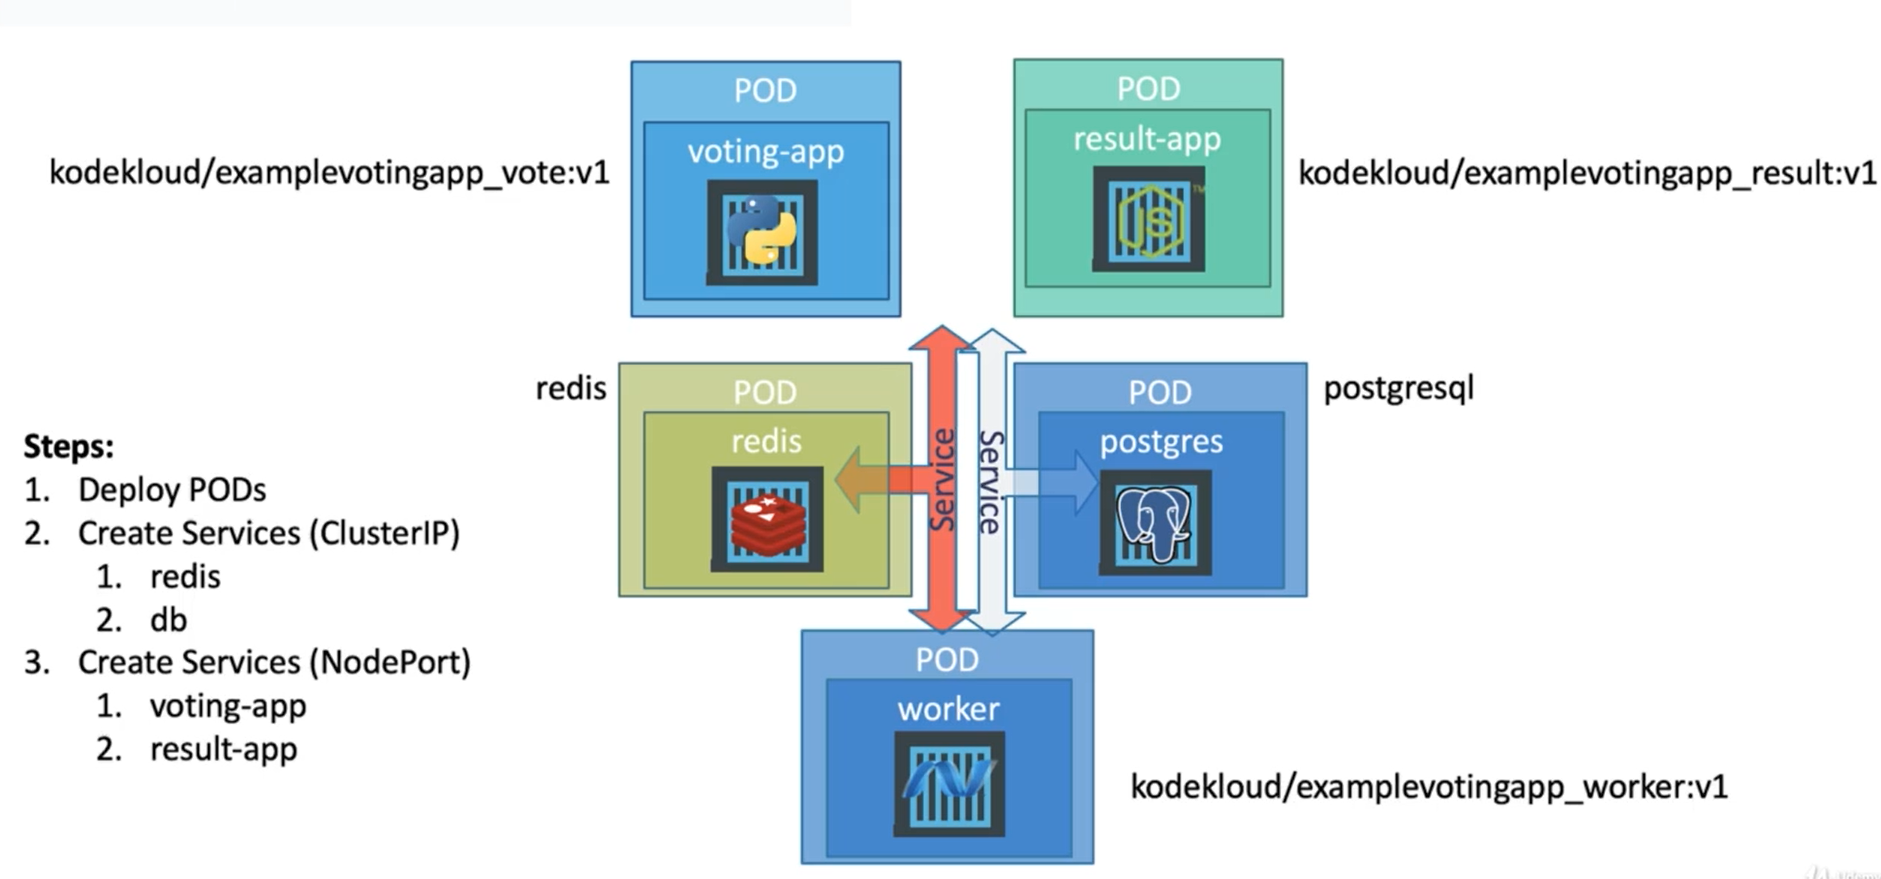 POD
voting-app
kodekloud/examplevotingapp_vote:v1
POD
result-app
JS
TM
kodekloud/examplevotingapp_result:v1
redis
POD
redis
Service
Service
POD
postgres
postgresql
Steps:
1. Deploy PODs
2. Create Services (ClusterIP)
1. redis
2. db
3. Create Services (NodePort)
1. voting-app
2. result-app
POD
worker
kodekloud/examplevotingapp_worker:v1